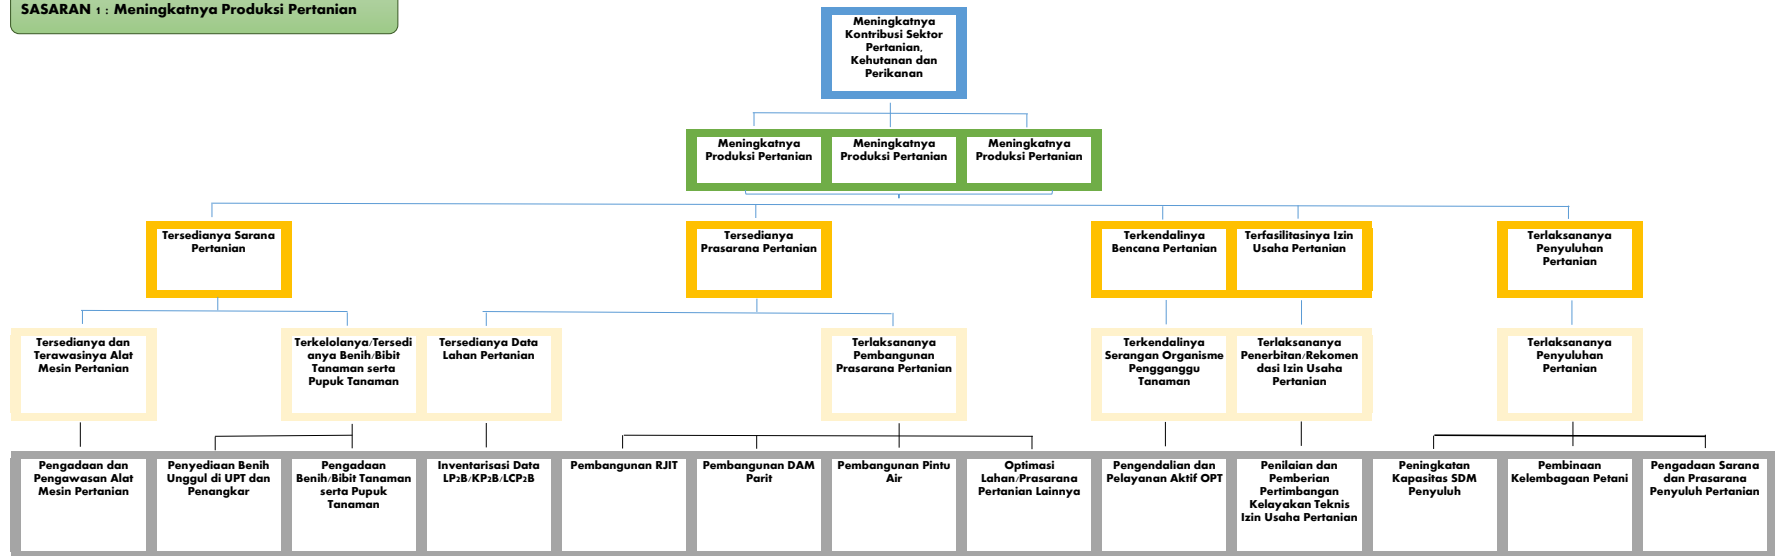 SASARAN 1 : Meningkatnya Produksi Pertanian
Meningkatnya
Kontribusi Sektor
Pertanian,
Kehutanan dan
Perikanan
Meningkatnya
Produksi Pertanian
Meningkatnya
Produksi Pertanian
Meningkatnya
Produksi Pertanian
Tersedianya Sarana
Pertanian
Tersedianya
Prasarana Pertanian
Terkendalinya
Bencana Pertanian
Terfasilitasinya Izin
Usaha Pertanian
Terlaksananya
Penyuluhan
Pertanian
Tersedianya dan
Terawasinya Alat
Mesin Pertanian
Terkelolanya/Tersedi
anya Benih/Bibit
Tanaman serta
Pupuk Tanaman
Tersedianya Data
Lahan Pertanian
Terlaksananya
Pembangunan
Prasarana Pertanian
Terkendalinya
Serangan Organisme
Pengganggu
Tanaman
Terlaksananya
Penerbitan/Rekomen
dasi Izin Usaha
Pertanian
Terlaksananya
Penyuluhan
Pertanian
Pengadaan dan
Pengawasan Alat
Mesin Pertanian
Penyediaan Benih
Unggul di UPT dan
Penangkar
Pengadaan
Benih/Bibit Tanaman
serta Pupuk
Tanaman
Inventarisasi Data
LP2B/KP2B/LCP2B
Pembangunan RJIT
Pembangunan DAM
Parit
Pembangunan Pintu
Air
Optimasi
Lahan/Prasarana
Pertanian Lainnya
Pengendalian dan
Pelayanan Aktif OPT
Penilaian dan
Pemberian
Pertimbangan
Kelayakan Teknis
Izin Usaha Pertanian
Peningkatan
Kapasitas SDM
Penyuluh
Pembinaan
Kelembagaan Petani
Pengadaan Sarana
dan Prasarana
Penyuluh Pertanian